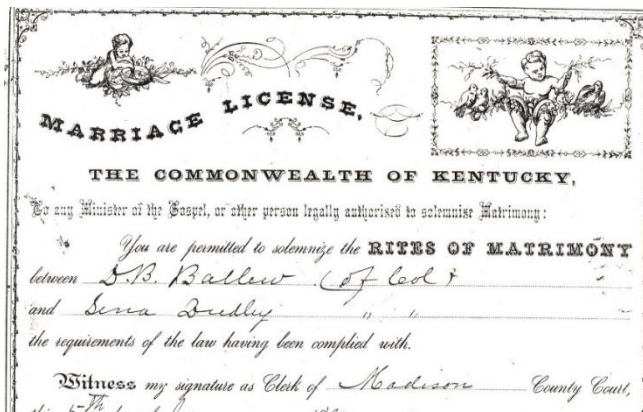 MARRIAGE LICENSE,
THE COMMONWEALTH OF KENTUCKY,
To any Minister of the Gospel, or other person legally authorised to solemnise Matrimony:
You are permitted to solemnize the RITES OF MATRIMONY
between D.B. Ballew (of Col)
and Dudley " "
the requirements of the law having been complied with.
Witness my signature as Clerk of Madison County Court,
5th